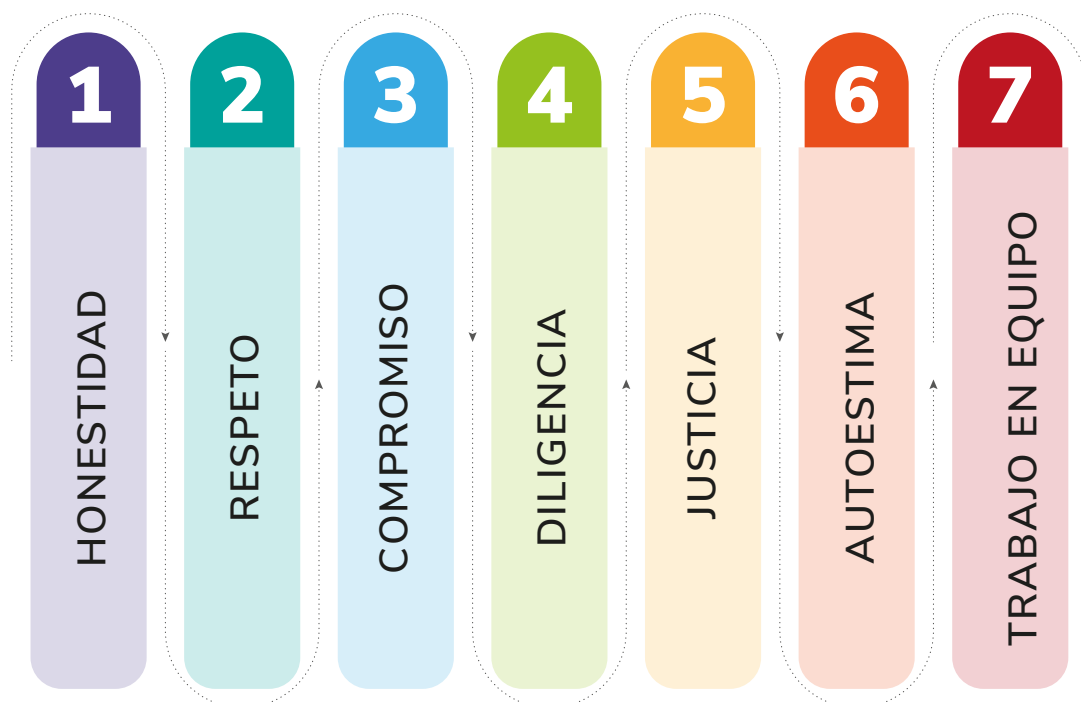 1
HONESTIDAD
2
RESPETO
3
COMPROMISO
4
DILIGENCIA
5
JUSTICIA
6
AUTOESTIMA
7
TRABAJO EN EQUIPO